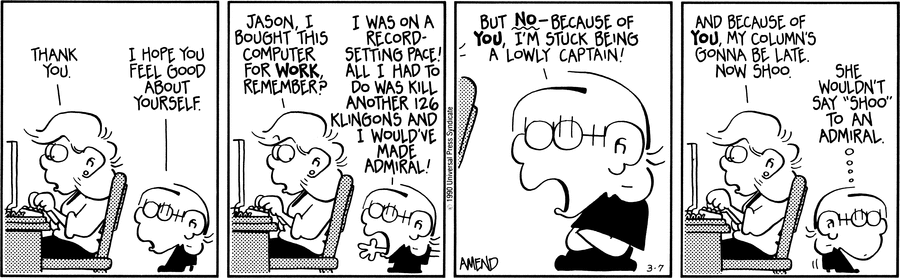 THANK
YOU.
I HOPE YOU
FEEL GOOD
ABOUT
YOURSELF.
JASON, I
BOUGHT THIS
COMPUTER
FOR WORK,
REMEMBER?
I WAS ON A
RECORD-
SETTING PACE!
ALL I HAD TO
DO WAS KILL
ANOTHER 126
KLINGONS AND
I WOULD'VE
MADE
ADMIRAL!
© 1990 Universal Press Syndicate
BUT NO—BECAUSE OF
YOU, I'M STUCK BEING
A LOWLY CAPTAIN!
AMEND
3-7
AND BECAUSE OF
YOU, MY COLUMN'S
GONNA BE LATE.
NOW SHOO.
SHE
WOULDN'T
SAY "SHOO"
TO AN
ADMIRAL.